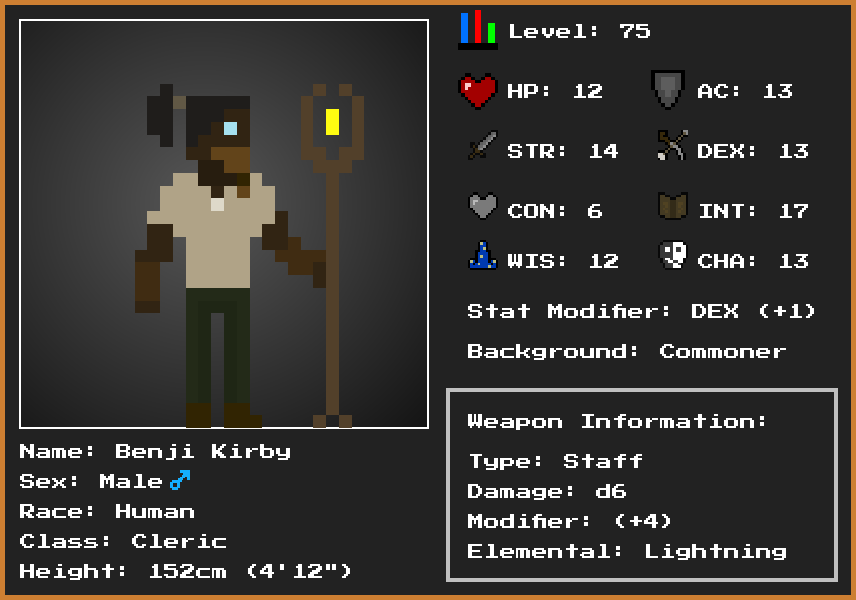 Level: 75
HP: 12
AC: 13
STR: 14
DEX: 13
CON: 6
INT: 17
WIS: 12
CHA: 13
Stat Modifier: DEX (+1)
Background: Commoner
Weapon Information:
Type: Staff
Damage: d6
Modifier: (+4)
Elemental: Lightning
Name: Benji Kirby
Sex: Male♂
Race: Human
Class: Cleric
Height: 152cm (4'12")